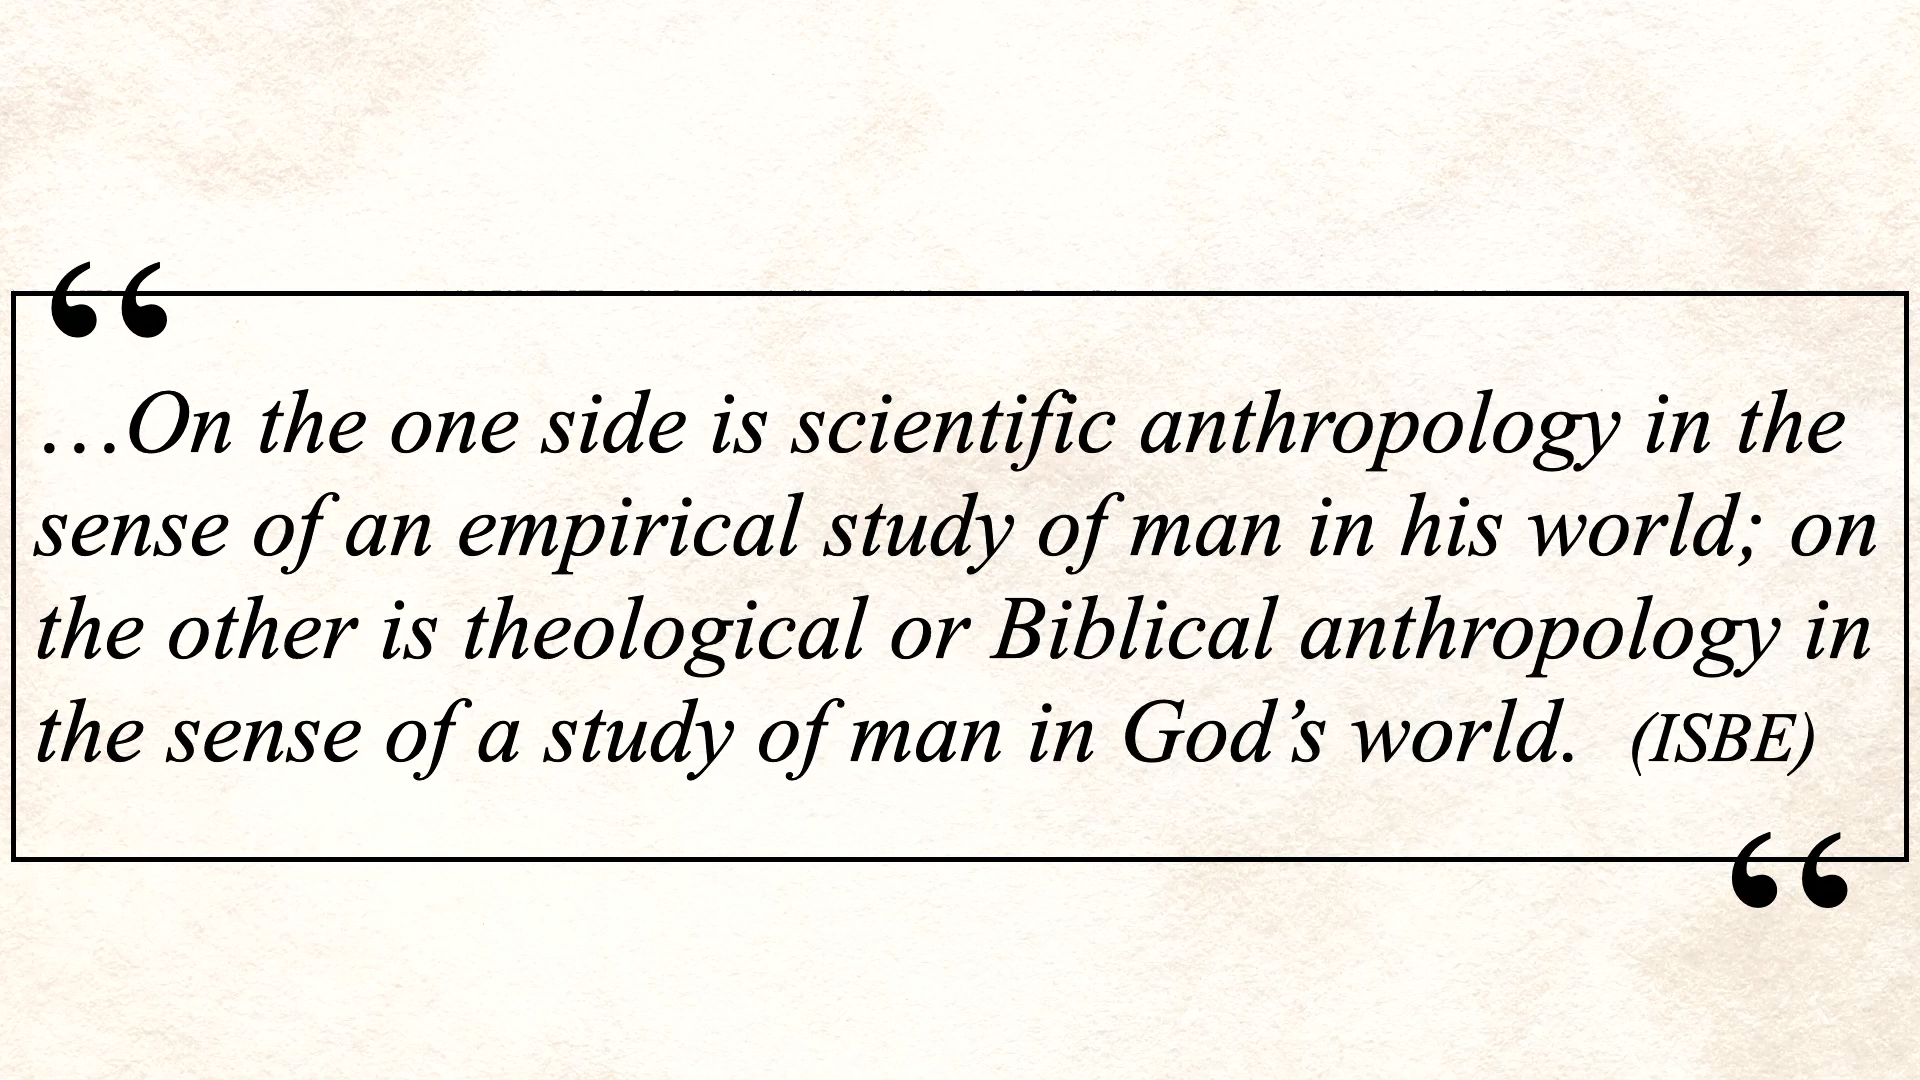 “
…On the one side is scientific anthropology in the
sense of an empirical study of man in his world; on
the other is theological or Biblical anthropology in
the sense of a study of man in God’s world. (ISBE)
“